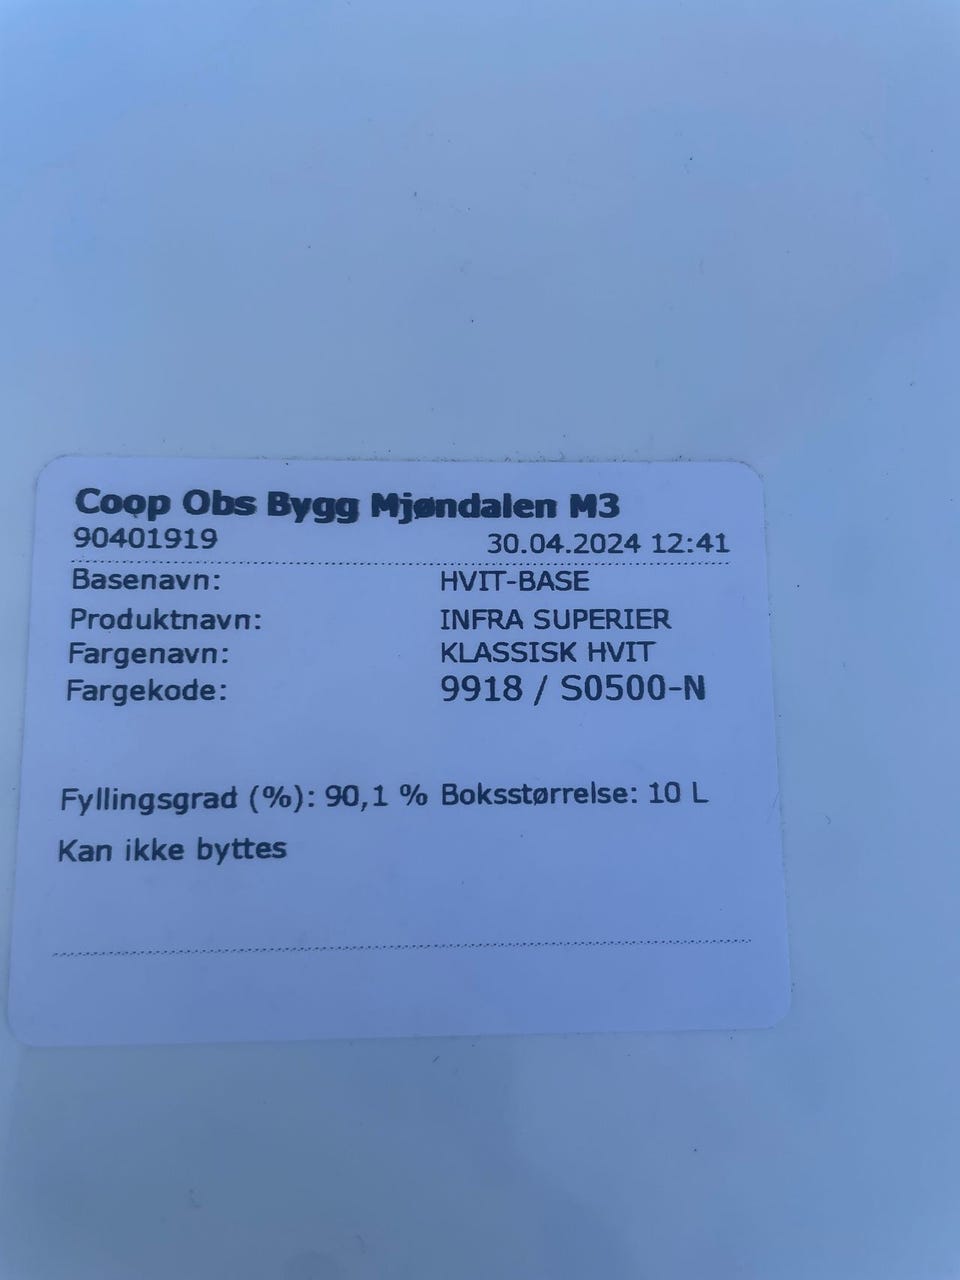 Coop Obs Bygg Mjøndalen M3
90401919 30.04.2024 12:41
Basenavn: HVIT-BASE
Produktnavn: INFRA SUPERIER
Fargenavn: KLASSISK HVIT
Fargekode: 9918 / S0500-N
Fyllingsgrad (%): 90,1 % Boksstørrelse: 10 L
Kan ikke byttes